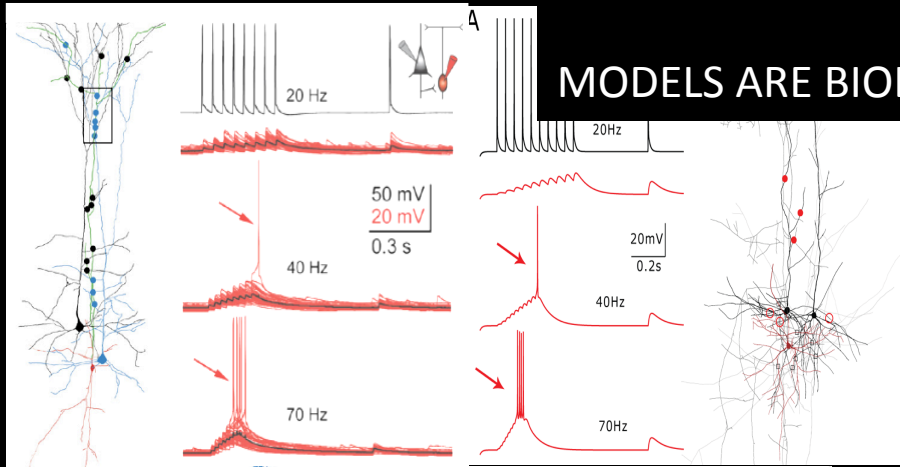 A
MODELS ARE BIO
20 Hz
50 mV
20 mV
0.3 s
40 Hz
70 Hz
20Hz
20mV
0.2s
40Hz
70Hz